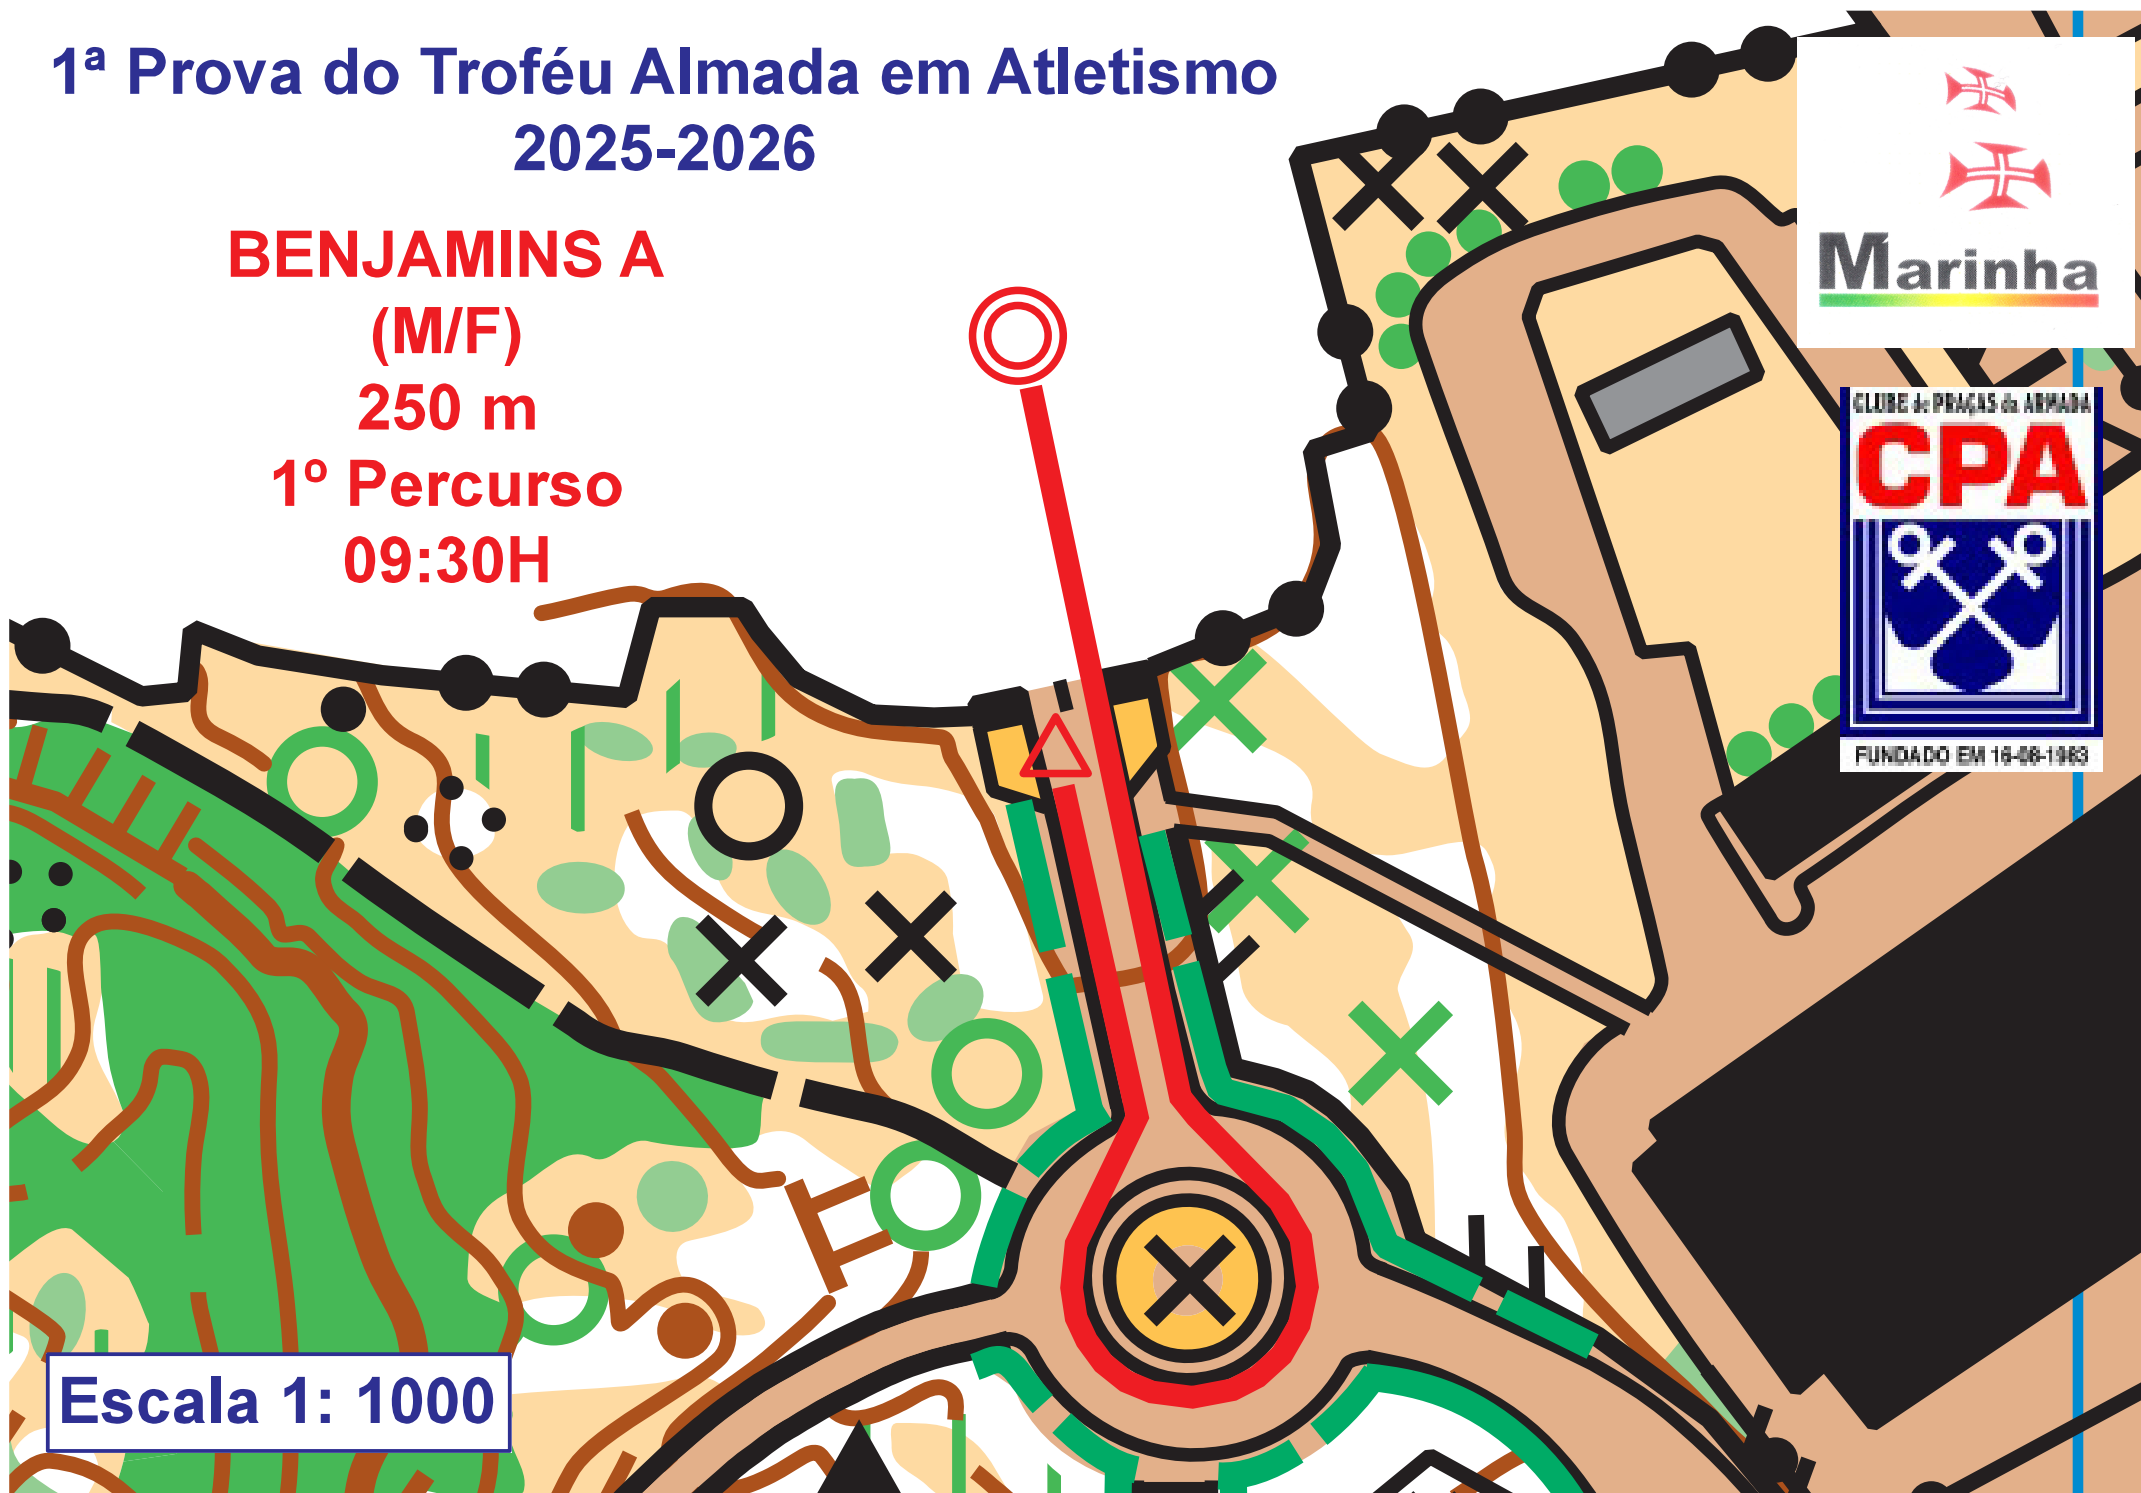 1ª Prova do Troféu Almada em Atletismo
2025-2026
BENJAMINS A
(M/F)
250 m
1º Percurso
09:30H
Marinha
CLUBE de PRAÇAS da ARMADA
CPA
FUNDADO EM 16-08-1983
Escala 1: 1000